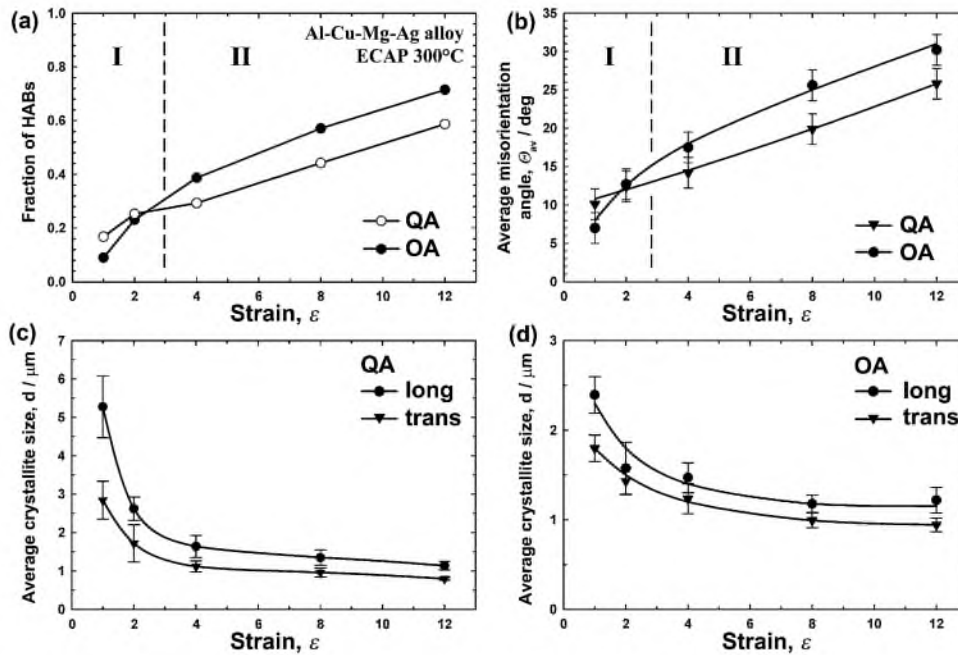 (a)
Al-Cu-Mg-Ag alloy
ECAP 300°C
I
II
Fraction of HABs
1.0
0.8
0.6
0.4
0.2
0.0
QA
OA
0 2 4 6 8 10 12
Strain, ε
(b)
I
II
Average misorientation
angle, Θav / deg
35
30
25
20
15
10
5
0
QA
OA
0 2 4 6 8 10 12
Strain, ε
(c)
QA
long
trans
Average crystallite size, d / μm
7
6
5
4
3
2
1
0
0 2 4 6 8 10 12
Strain, ε
(d)
OA
long
trans
Average crystallite size, d / μm
3
2
1
0
0 2 4 6 8 10 12
Strain, ε